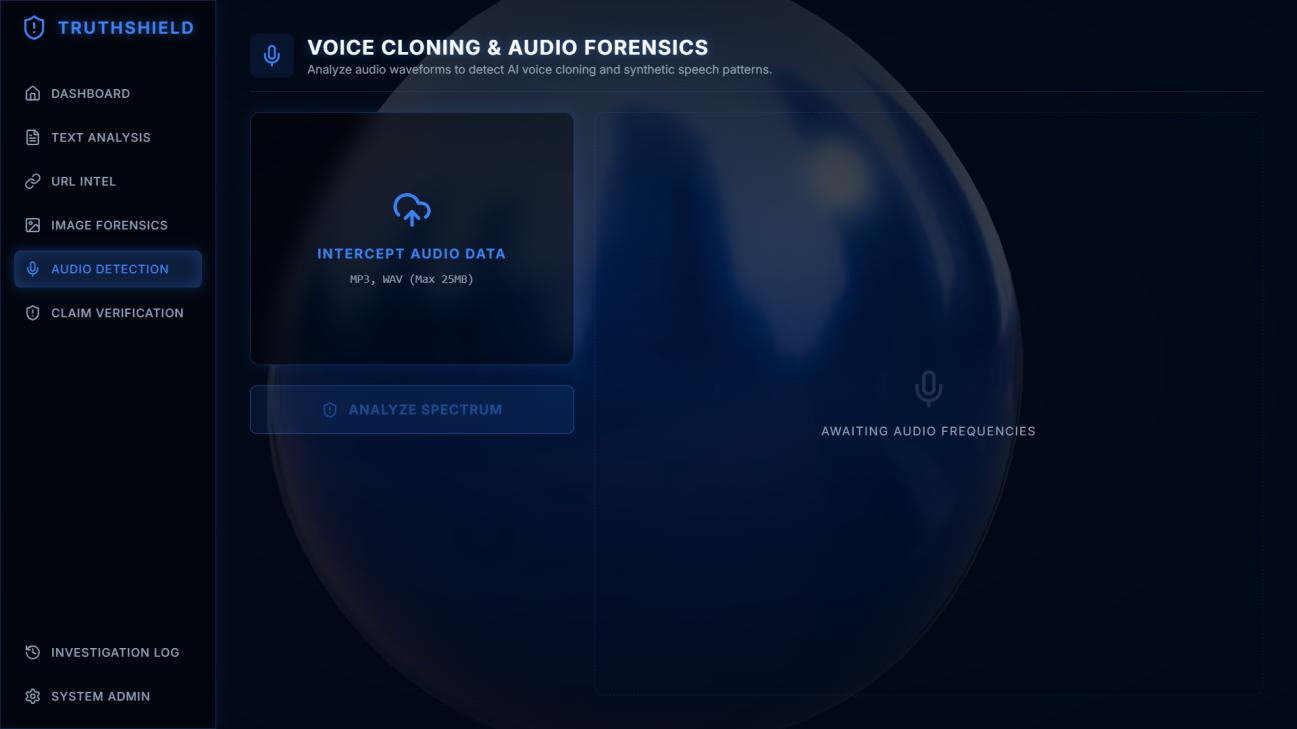 TRUTHSHIELD
DASHBOARD
TEXT ANALYSIS
URL INTEL
IMAGE FORENSICS
AUDIO DETECTION
CLAIM VERIFICATION
INVESTIGATION LOG
SYSTEM ADMIN
VOICE CLONING & AUDIO FORENSICS
Analyze audio waveforms to detect AI voice cloning and synthetic speech patterns.
INTERCEPT AUDIO DATA
MP3, WAV (Max 25MB)
ANALYZE SPECTRUM
AWAITING AUDIO FREQUENCIES